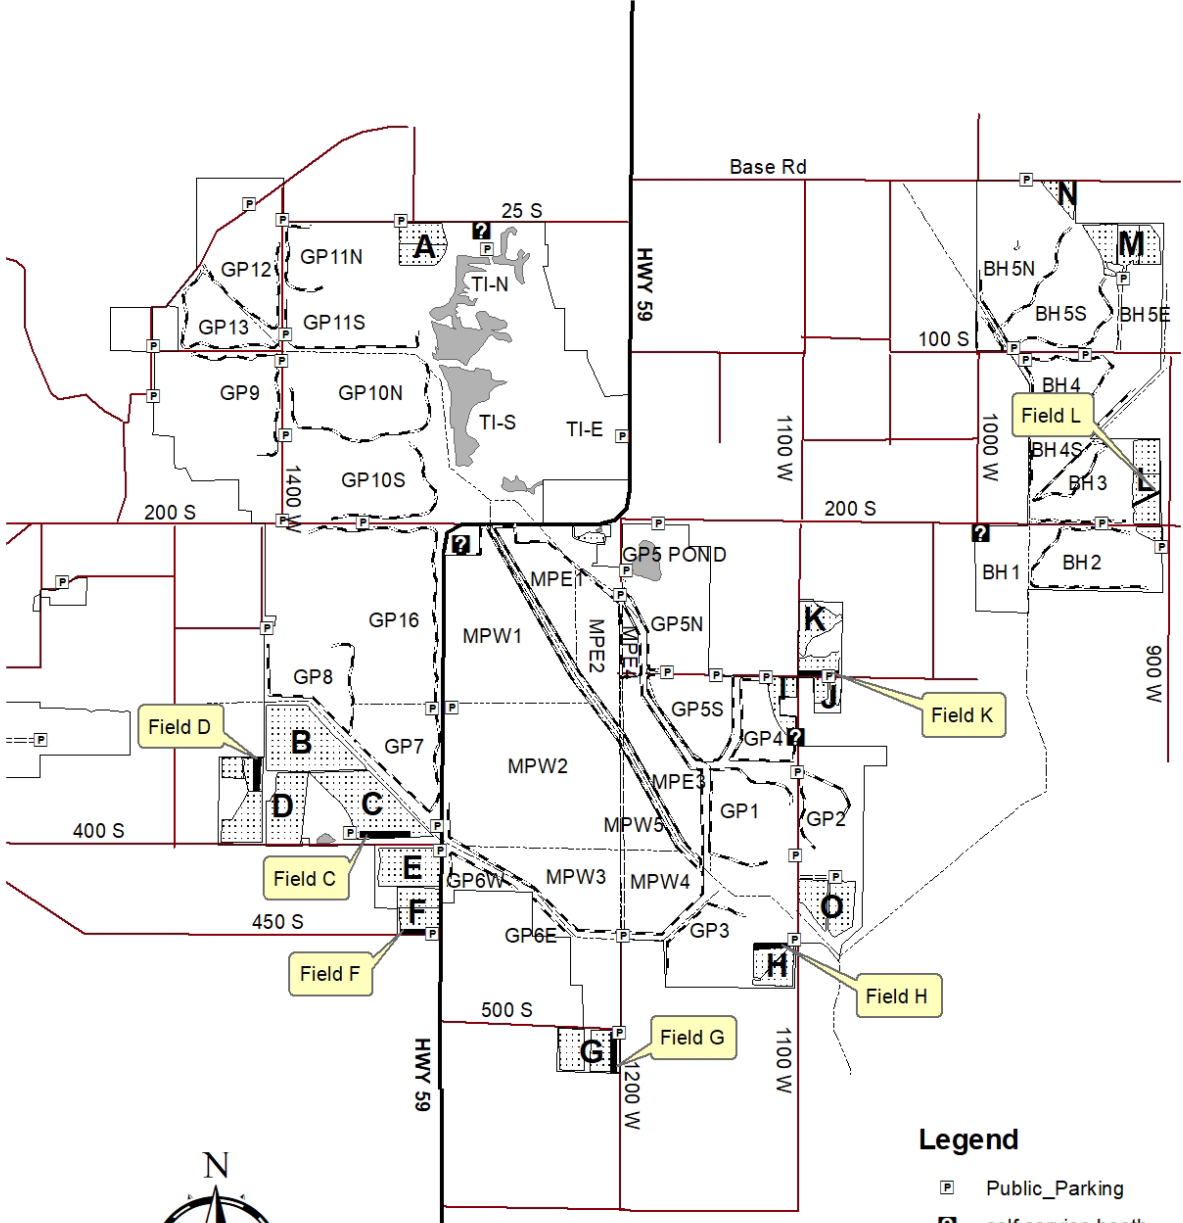 Base Rd
N
25 S
A
M
GP12
GP11N
HWY 59
BH5N
TI-N
GP13
GP11S
BH5S
BH5E
100 S
GP9
GP10N
BH4
Field L
TI-S
TI-E
1100 W
1000 W
BH4S
GP10S
1400 W
BH3
L
200 S
200 S
GP5 POND
MPE1
BH1
BH2
GP16
MPW1
MPE2
MPE4
GP5N
K
900 W
GP8
I
J
GP5S
Field K
Field D
B
GP7
GP4
MPW2
MPE3
D
C
GP1
GP2
MPW5
400 S
E
Field C
GP6W
MPW3
MPW4
F
O
450 S
GP6E
GP3
H
Field F
Field H
500 S
G
Field G
HWY 59
1200 W
1100 W
Legend
N
P Public_Parking